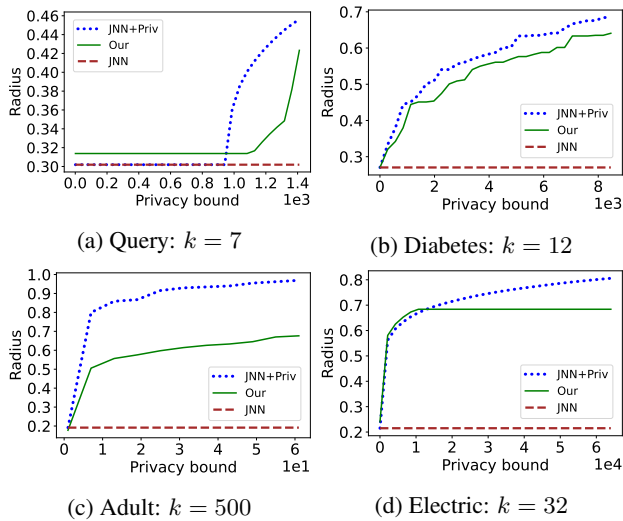 0.46
0.44
0.42
0.40
0.38
0.36
0.34
0.32
0.30
Radius
JNN+Priv
Our
JNN
0.0 0.2 0.4 0.6 0.8 1.0 1.2 1.4
Privacy bound 1e3
(a) Query: k = 7
0.7
0.6
0.5
0.4
0.3
Radius
JNN+Priv
Our
JNN
0 2 4 6 8
Privacy bound 1e3
(b) Diabetes: k = 12
1.0
0.9
0.8
0.7
0.6
0.5
0.4
0.3
0.2
Radius
JNN+Priv
Our
JNN
0 1 2 3 4 5 6
Privacy bound 1e1
(c) Adult: k = 500
0.8
0.7
0.6
0.5
0.4
0.3
0.2
Radius
JNN+Priv
Our
JNN
0 1 2 3 4 5 6
Privacy bound 1e4
(d) Electric: k = 32